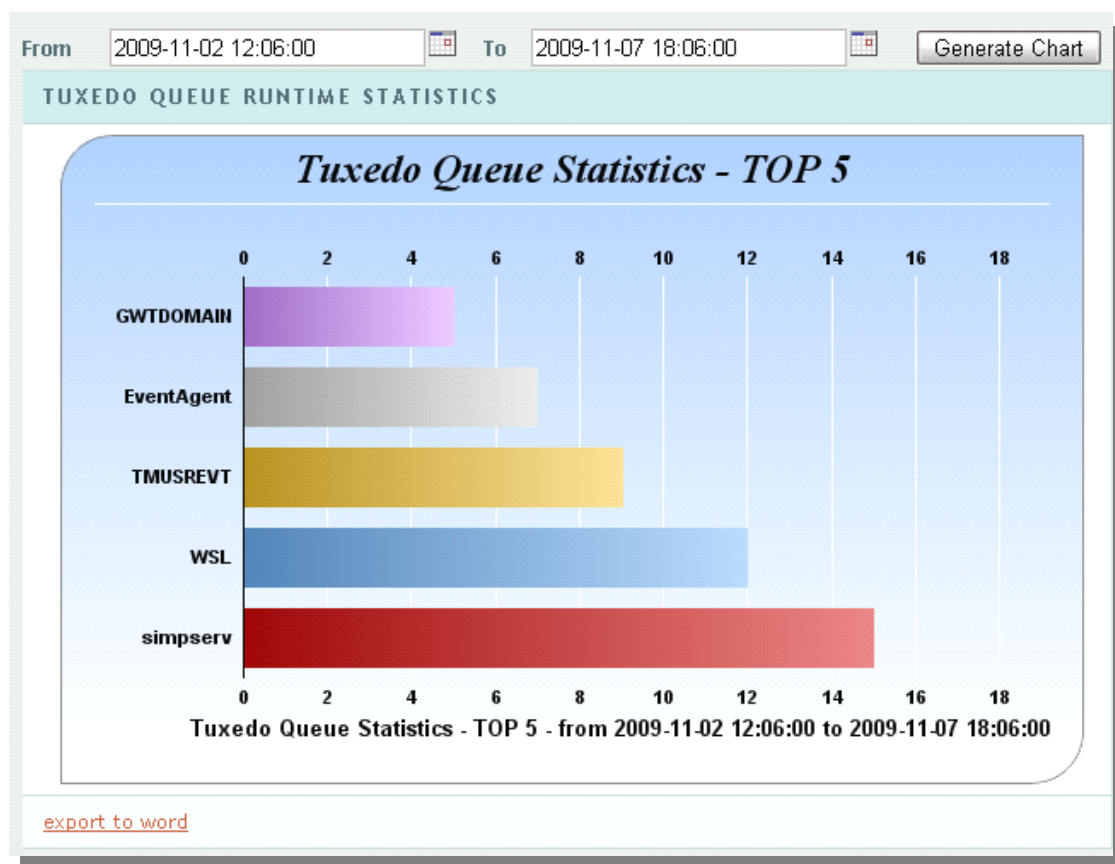 From 2009-11-02 12:06:00 To 2009-11-07 18:06:00 Generate Chart
TUXEDO QUEUE RUNTIME STATISTICS
Tuxedo Queue Statistics - TOP 5
0 2 4 6 8 10 12 14 16 18
GWTDOMAIN
EventAgent
TMUSREVT
WSL
simpserv
0 2 4 6 8 10 12 14 16 18
Tuxedo Queue Statistics - TOP 5 - from 2009-11-02 12:06:00 to 2009-11-07 18:06:00
export to word